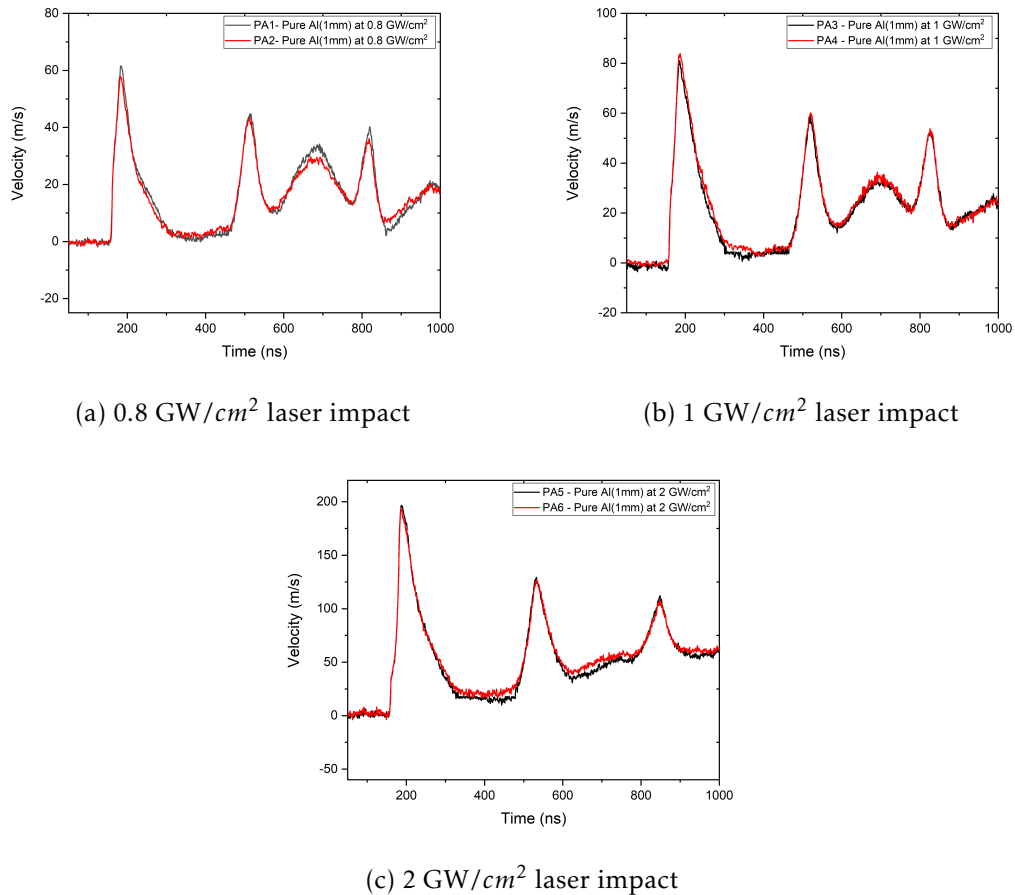 PA1- Pure Al(1mm) at 0.8 GW/cm²
PA2- Pure Al(1mm) at 0.8 GW/cm²
Velocity (m/s)
80
60
40
20
0
-20
200
400
600
800
1000
Time (ns)
(a) 0.8 GW/cm² laser impact
PA3 - Pure Al(1mm) at 1 GW/cm²
PA4 - Pure Al(1mm) at 1 GW/cm²
Velocity (m/s)
100
80
60
40
20
0
-20
200
400
600
800
1000
Time (ns)
(b) 1 GW/cm² laser impact
PA5 - Pure Al(1mm) at 2 GW/cm²
PA6 - Pure Al(1mm) at 2 GW/cm²
Velocity (m/s)
200
150
100
50
0
-50
200
400
600
800
1000
Time (ns)
(c) 2 GW/cm² laser impact